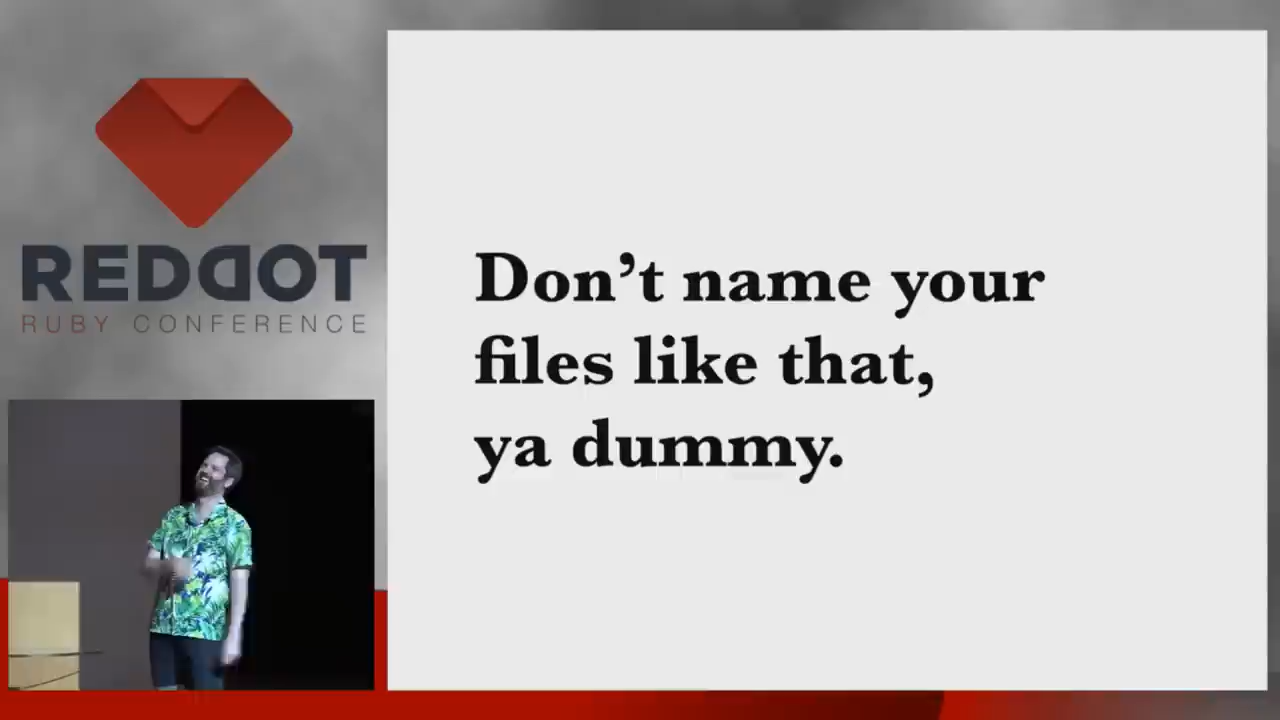 REDDOT
RUBY CONFERENCE
Don’t name your
files like that,
ya dummy.